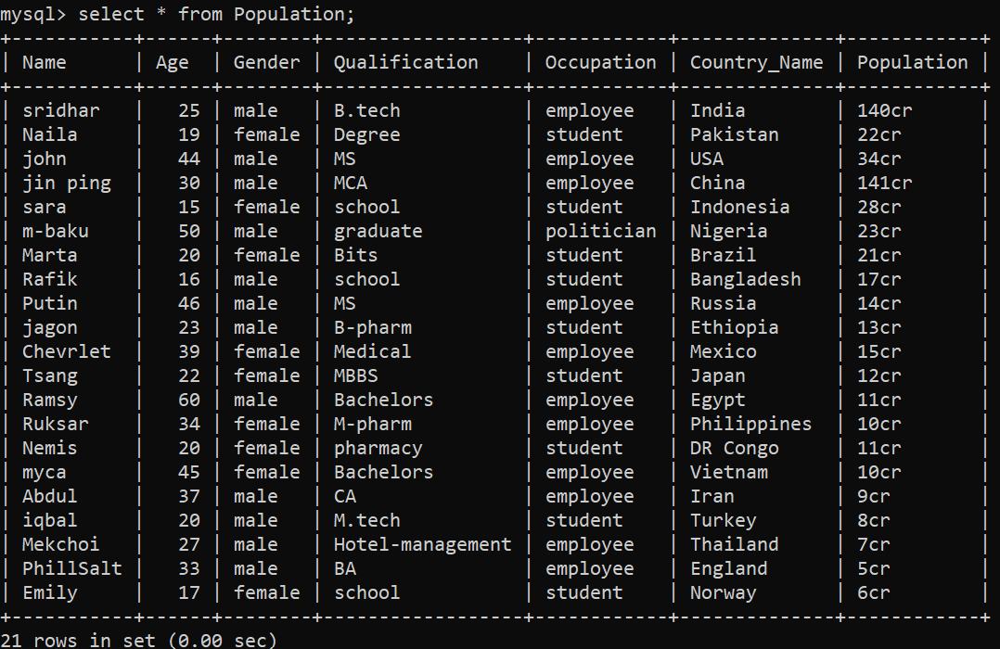 mysql> select * from Population;
+-----------+------+--------+------------------+------------+--------------+------------+
| Name      | Age  | Gender | Qualification    | Occupation | Country_Name | Population |
+-----------+------+--------+------------------+------------+--------------+------------+
| sridhar   |   25 | male   | B.tech           | employee   | India        | 140cr      |
| Naila     |   19 | female | Degree           | student    | Pakistan     | 22cr       |
| john      |   44 | male   | MS               | employee   | USA          | 34cr       |
| jin ping  |   30 | male   | MCA              | employee   | China        | 141cr      |
| sara      |   15 | female | school           | student    | Indonesia    | 28cr       |
| m-baku    |   50 | male   | graduate         | politician | Nigeria      | 23cr       |
| Marta     |   20 | female | Bits             | student    | Brazil       | 21cr       |
| Rafik     |   16 | male   | school           | student    | Bangladesh   | 17cr       |
| Putin     |   46 | male   | MS               | employee   | Russia       | 14cr       |
| jagon     |   23 | male   | B-pharm          | student    | Ethiopia     | 13cr       |
| Chevrlet  |   39 | female | Medical          | employee   | Mexico       | 15cr       |
| Tsang     |   22 | female | MBBS             | student    | Japan        | 12cr       |
| Ramsy     |   60 | male   | Bachelors        | employee   | Egypt        | 11cr       |
| Ruksar    |   34 | female | M-pharm          | employee   | Philippines  | 10cr       |
| Nemis     |   20 | female | pharmacy         | student    | DR Congo     | 11cr       |
| myca      |   45 | female | Bachelors        | employee   | Vietnam      | 10cr       |
| Abdul     |   37 | male   | CA               | employee   | Iran         | 9cr        |
| iqbal     |   20 | male   | M.tech           | student    | Turkey       | 8cr        |
| Mekchoi   |   27 | male   | Hotel-management | employee   | Thailand     | 7cr        |
| PhillSalt |   33 | male   | BA               | employee   | England      | 5cr        |
| Emily     |   17 | female | school           | student    | Norway       | 6cr        |
+-----------+------+--------+------------------+------------+--------------+------------+
21 rows in set (0.00 sec)